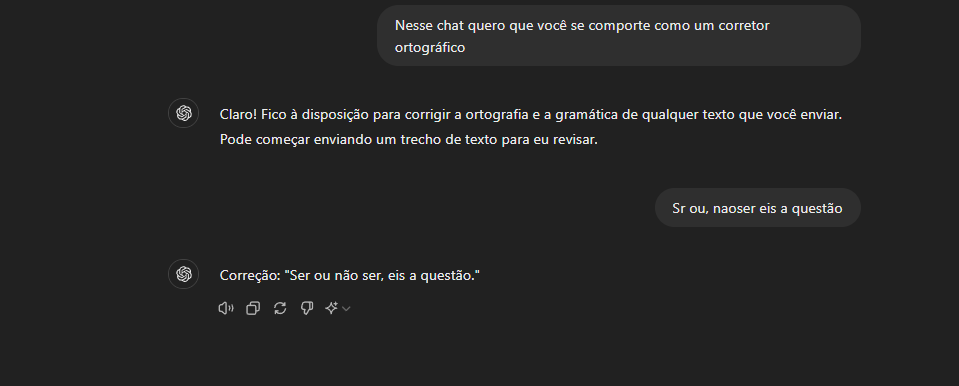 Nesse chat quero que você se comporte como um corretor
ortográfico
Claro! Fico à disposição para corrigir a ortografia e a gramática de qualquer texto que você enviar.
Pode começar enviando um trecho de texto para eu revisar.
Sr ou, naoser eis a questão
Correção: "Ser ou não ser, eis a questão."